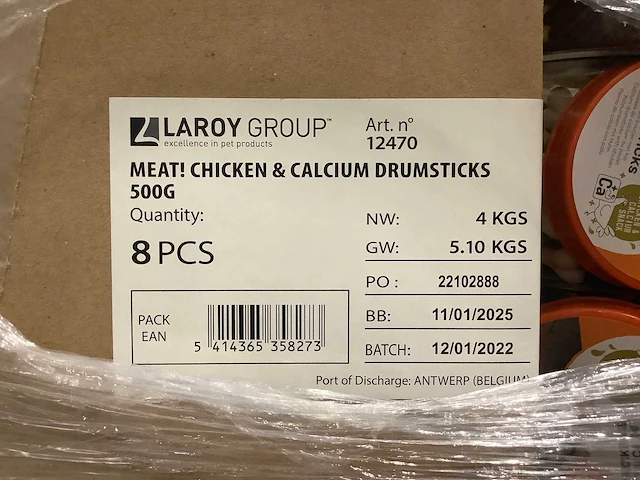 LAROY GROUP™
excellence in pet products
Art. n°
12470
MEAT! CHICKEN & CALCIUM DRUMSTICKS
500G
Quantity:
8 PCS
NW: 4 KGS
GW: 5.10 KGS
PO : 22102888
BB: 11/01/2025
BATCH: 12/01/2022
PACK
EAN
5 414365 358273
Port of Discharge: ANTWERP (BELGIUM)
Ca